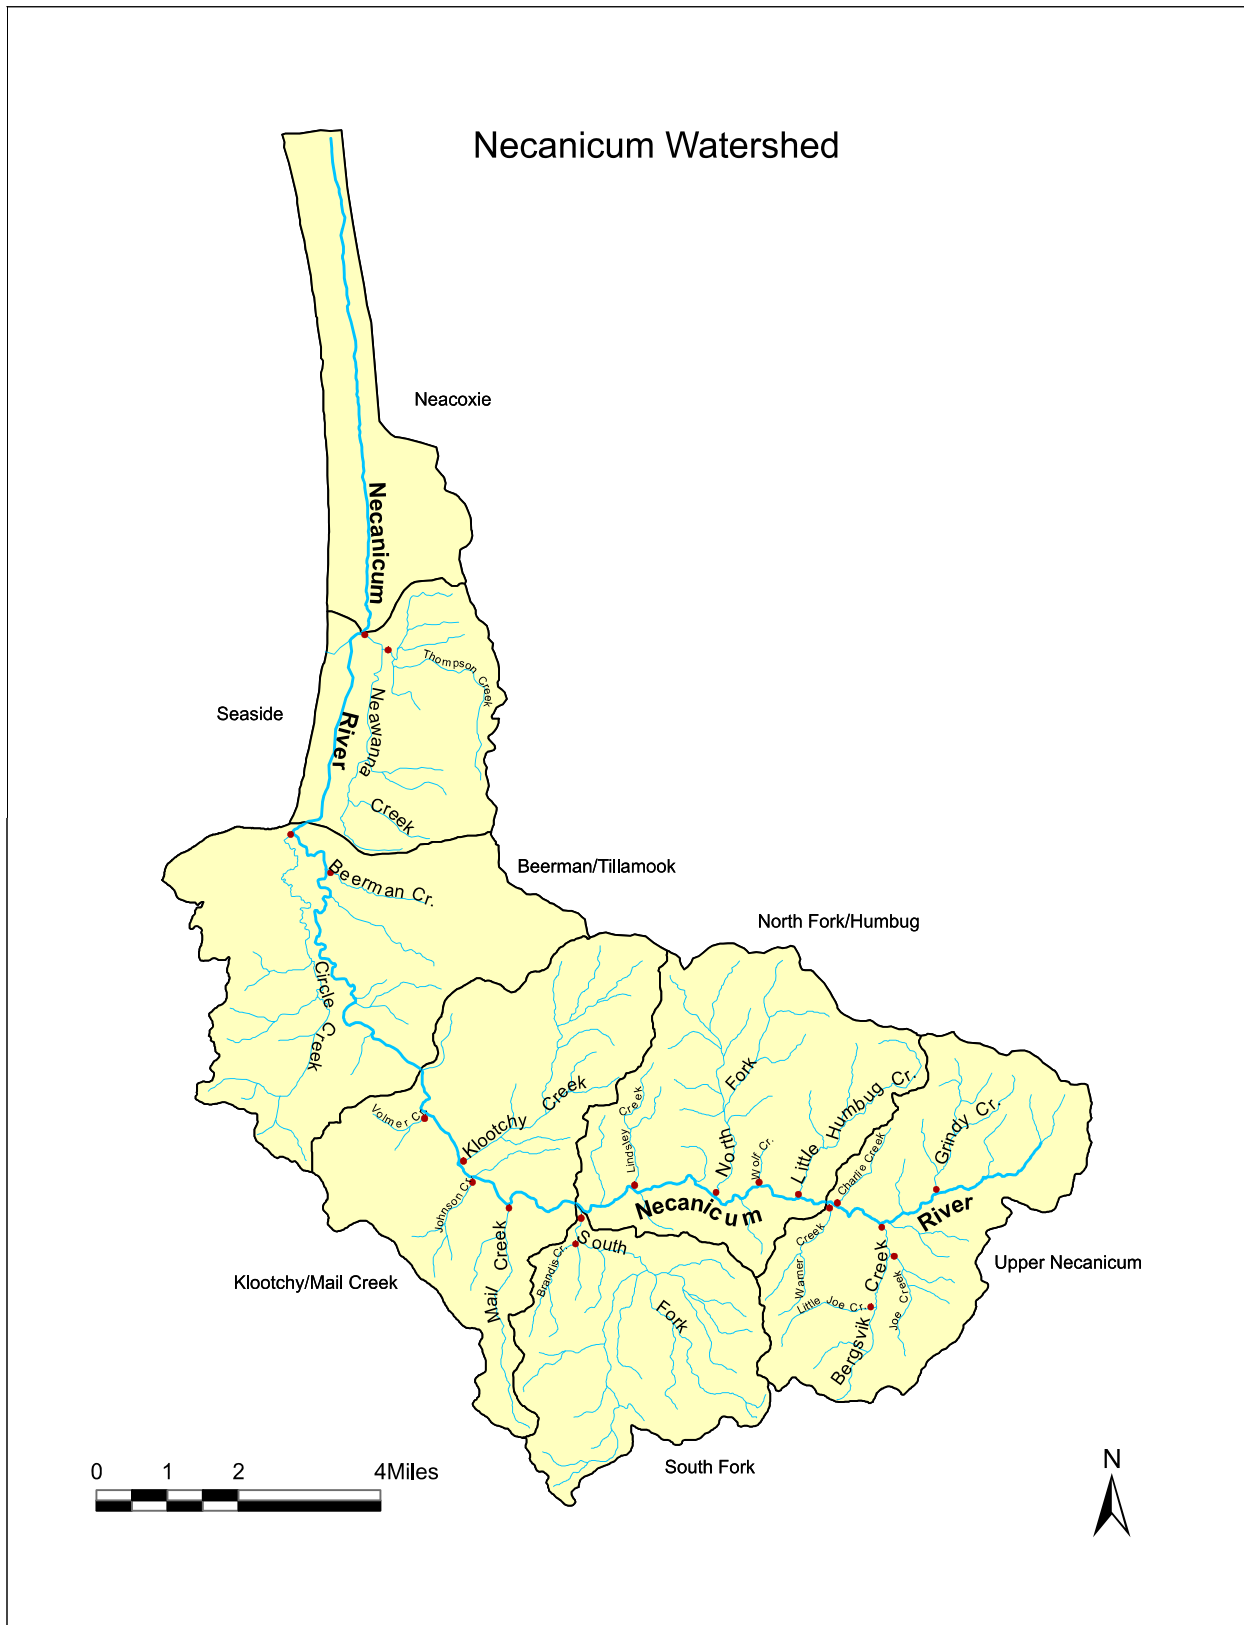 Necanicum Watershed
Neacoxie
Necanicum
Thompson Creek
Seaside
River
Neawanna
Creek
Beerman Cr.
Beerman/Tillamook
North Fork/Humbug
Circle Creek
Volmer Cr.
Klootchy Creek
Lindsley Creek
North Fork
Wolf Cr.
Little Humbug Cr.
Charlie Creek
Grindy Cr.
Johnson Cr.
Necanicum
River
Mail Creek
Brandis Cr.
South
Fork
Warner Creek
Little Joe Cr.
Joe Creek
Bergsvik Creek
Upper Necanicum
Klootchy/Mail Creek
South Fork
0 1 2 4Miles
N